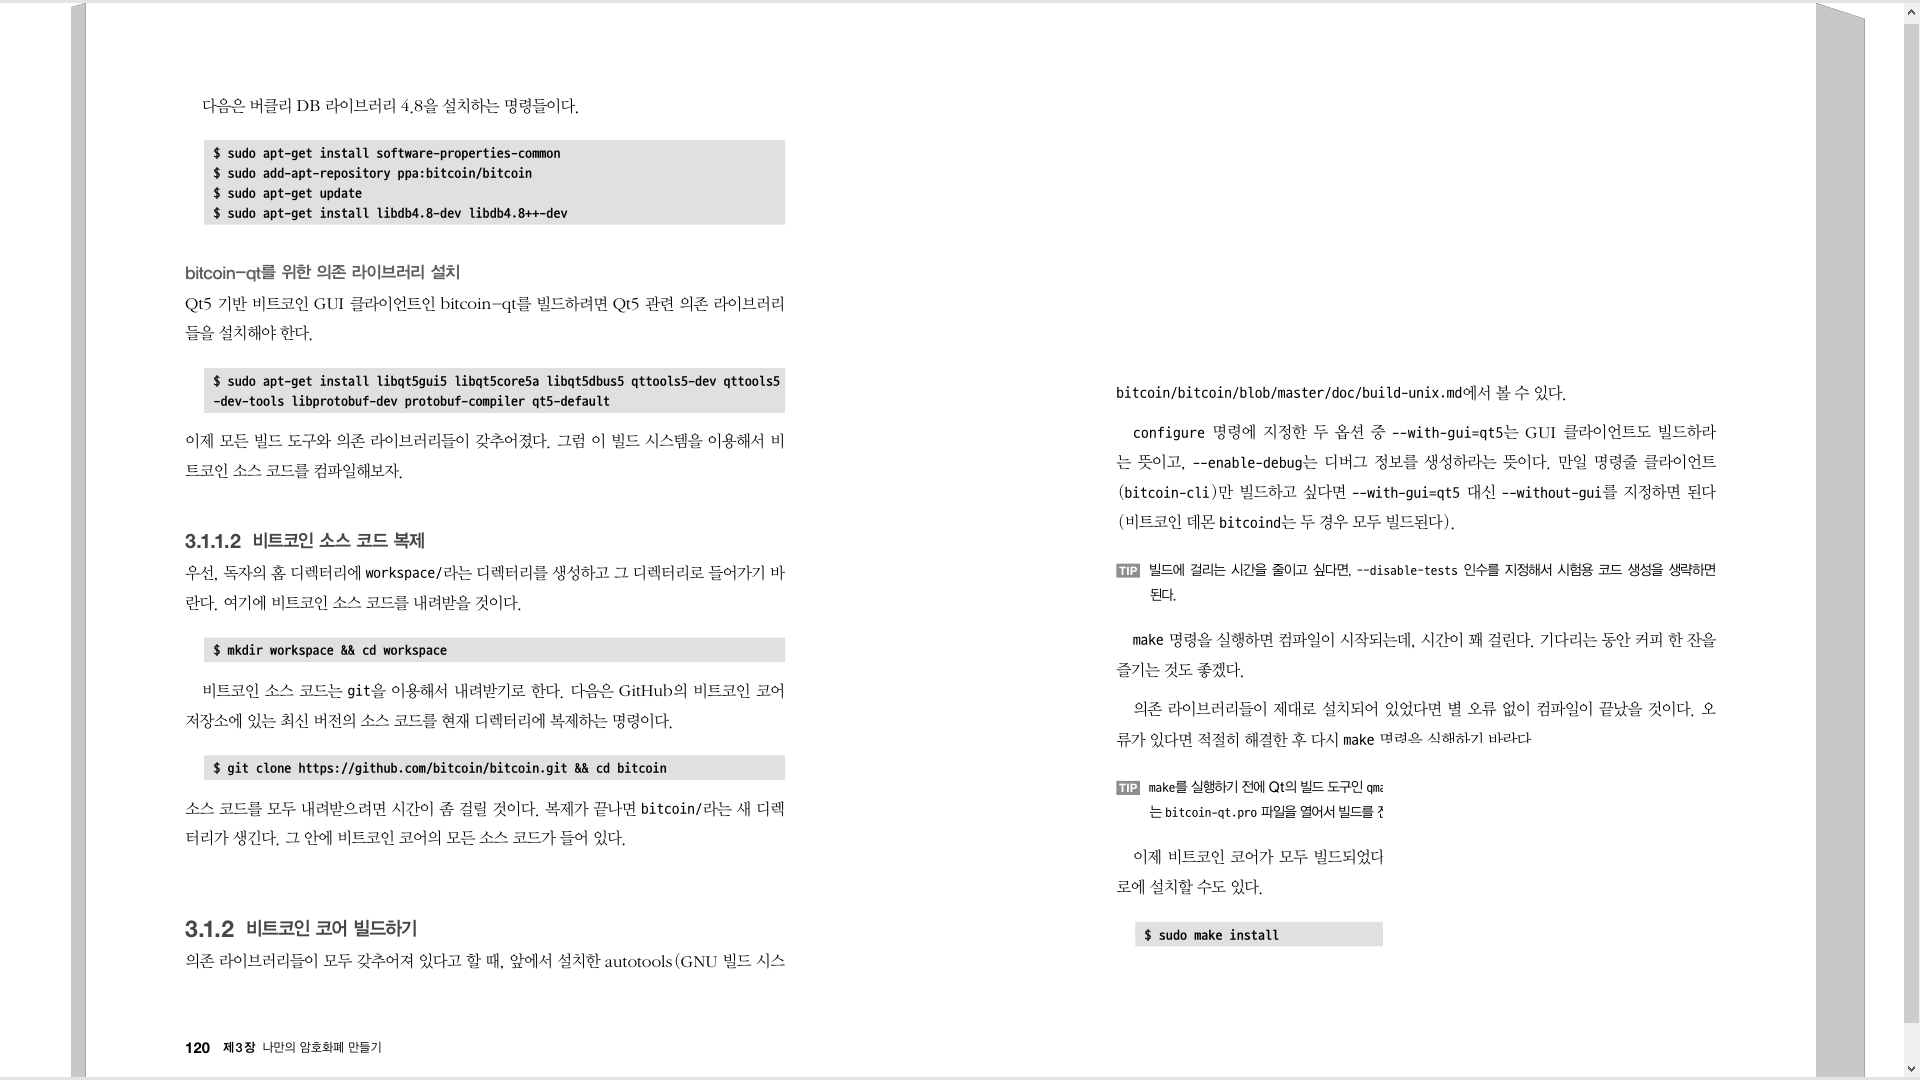 다음은 버클리 DB 라이브러리 4.8을 설치하는 명령들이다.
$ sudo apt-get install software-properties-common
$ sudo add-apt-repository ppa:bitcoin/bitcoin
$ sudo apt-get update
$ sudo apt-get install libdb4.8-dev libdb4.8++-dev
bitcoin-qt를 위한 의존 라이브러리 설치
Qt5 기반 비트코인 GUI 클라이언트인 bitcoin-qt를 빌드하려면 Qt5 관련 의존 라이브러리
들을 설치해야 한다.
$ sudo apt-get install libqt5gui5 libqt5core5a libqt5dbus5 qttools5-dev qttools5
-dev-tools libprotobuf-dev protobuf-compiler qt5-default
이제 모든 빌드 도구와 의존 라이브러리들이 갖추어졌다. 그럼 이 빌드 시스템을 이용해서 비
트코인 소스 코드를 컴파일해보자.
3.1.1.2 비트코인 소스 코드 복제
우선, 독자의 홈 디렉터리에 workspace/라는 디렉터리를 생성하고 그 디렉터리로 들어가기 바
란다. 여기에 비트코인 소스 코드를 내려받을 것이다.
$ mkdir workspace && cd workspace
비트코인 소스 코드는 git을 이용해서 내려받기로 한다. 다음은 GitHub의 비트코인 코어
저장소에 있는 최신 버전의 소스 코드를 현재 디렉터리에 복제하는 명령이다.
$ git clone https://github.com/bitcoin/bitcoin.git && cd bitcoin
소스 코드를 모두 내려받으려면 시간이 좀 걸릴 것이다. 복제가 끝나면 bitcoin/라는 새 디렉
터리가 생긴다. 그 안에 비트코인 코어의 모든 소스 코드가 들어 있다.
3.1.2 비트코인 코어 빌드하기
의존 라이브러리들이 모두 갖추어져 있다고 할 때, 앞에서 설치한 autotools(GNU 빌드 시스
120 제3장 나만의 암호화폐 만들기
bitcoin/bitcoin/blob/master/doc/build-unix.md에서 볼 수 있다.
configure 명령에 지정한 두 옵션 중 --with-gui=qt5는 GUI 클라이언트도 빌드하라
는 뜻이고, --enable-debug는 디버그 정보를 생성하라는 뜻이다. 만일 명령줄 클라이언트
(bitcoin-cli)만 빌드하고 싶다면 --with-gui=qt5 대신 --without-gui를 지정하면 된다
(비트코인 데몬 bitcoind는 두 경우 모두 빌드된다).
TIP 빌드에 걸리는 시간을 줄이고 싶다면, --disable-tests 인수를 지정해서 시험용 코드 생성을 생략하면
된다.
make 명령을 실행하면 컴파일이 시작되는데, 시간이 꽤 걸린다. 기다리는 동안 커피 한 잔을
즐기는 것도 좋겠다.
의존 라이브러리들이 제대로 설치되어 있었다면 별 오류 없이 컴파일이 끝났을 것이다. 오
류가 있다면 적절히 해결한 후 다시 make 명령을 실행하기 바란다
TIP make를 실행하기 전에 Qt의 빌드 도구인
는 bitcoin-qt.pro 파일을 열어서 빌드를
이제 비트코인 코어가 모두 빌드되었다
로에 설치할 수도 있다.
$ sudo make install